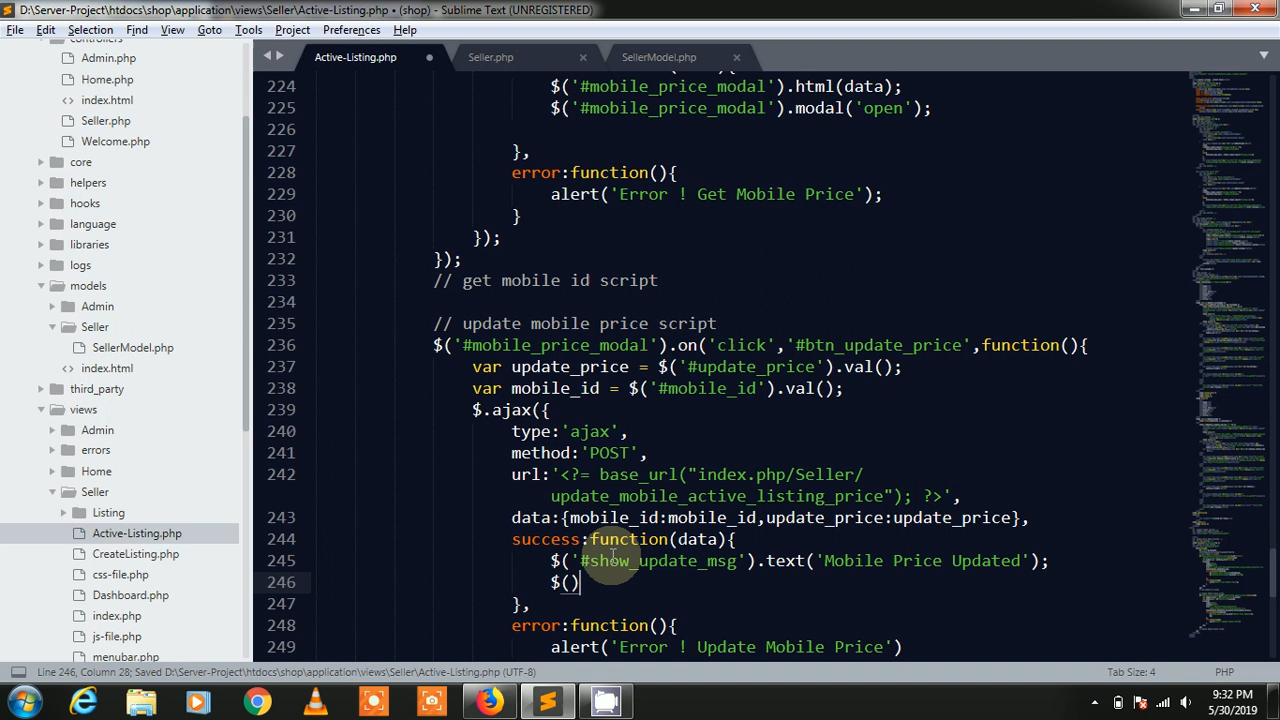 D:\Server-Project\htdocs\shop\application\views\Seller\Active-Listing.php • (shop) - Sublime Text (UNREGISTERED)
File Edit Selection Find View Goto Tools Project Preferences Help
Active-Listing.php Seller.php SellerModel.php
controllers
Admin.php
Home.php
index.html
Seller.php
Welcome.php
core
helpers
hooks
language
libraries
logs
models
Admin
Seller
SellerModel.php
index.html
third_party
views
Admin
errors
Home
Seller
Listing
Active-Listing.php
CreateListing.php
css-file.php
Dashboard.php
index.php
js-file.php
menubar.php
224 $('#mobile_price_modal').html(data);
225 $('#mobile_price_modal').modal('open');
226
227 },
228 error:function(){
229 alert('Error ! Get Mobile Price');
230 }
231 });
232 });
233 // get mobile id script
234
235 // update mobile price script
236 $('#mobile_price_modal').on('click','#btn_update_price',function(){
237 var update_price = $('#update_price').val();
238 var mobile_id = $('#mobile_id').val();
239 $.ajax({
240 type:'ajax',
241 method:'POST',
242 url:'<?= base_url("index.php/Seller/
update_mobile_active_listing_price"); ?>',
243 data:{mobile_id:mobile_id,update_price:update_price},
244 success:function(data){
245 $('#show_update_msg').text('Mobile Price Updated');
246 $()
247 },
248 error:function(){
249 alert('Error ! Update Mobile Price')
Line 246, Column 28; Saved D:\Server-Project\htdocs\shop\application\views\Seller\Active-Listing.php (UTF-8) Tab Size: 4 PHP
9:32 PM
5/30/2019